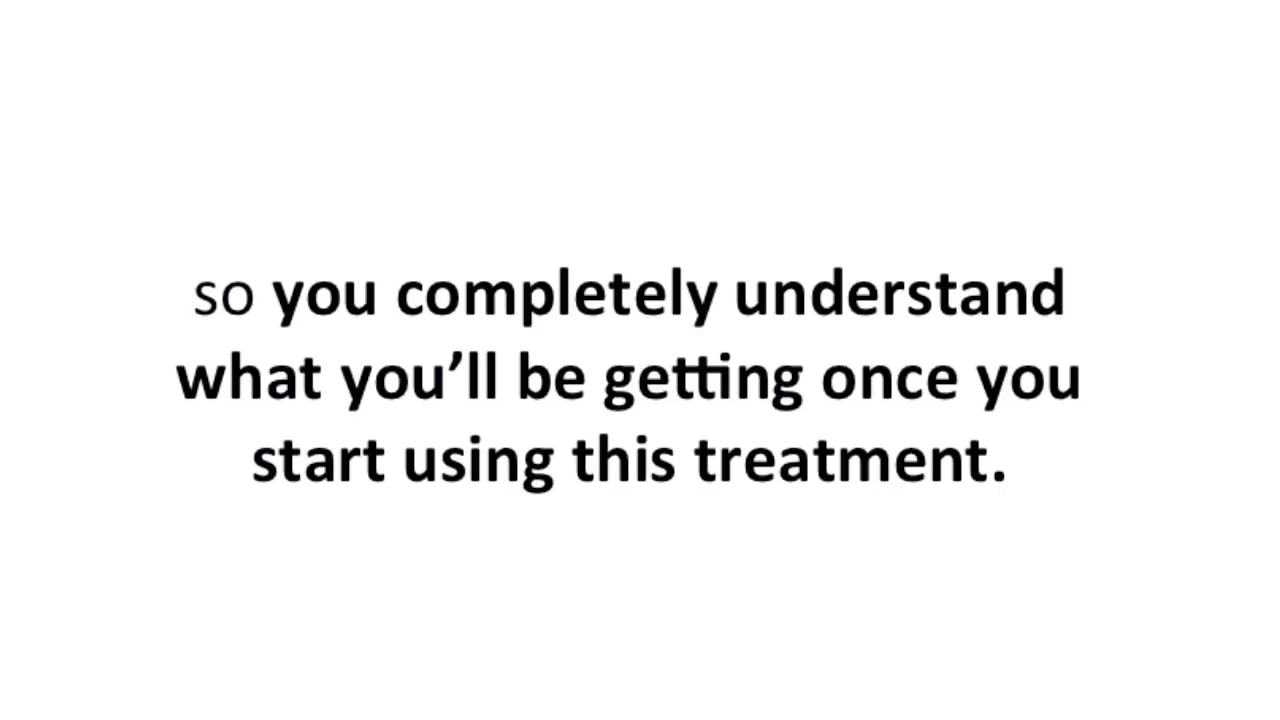 so you completely understand
what you’ll be getting once you
start using this treatment.